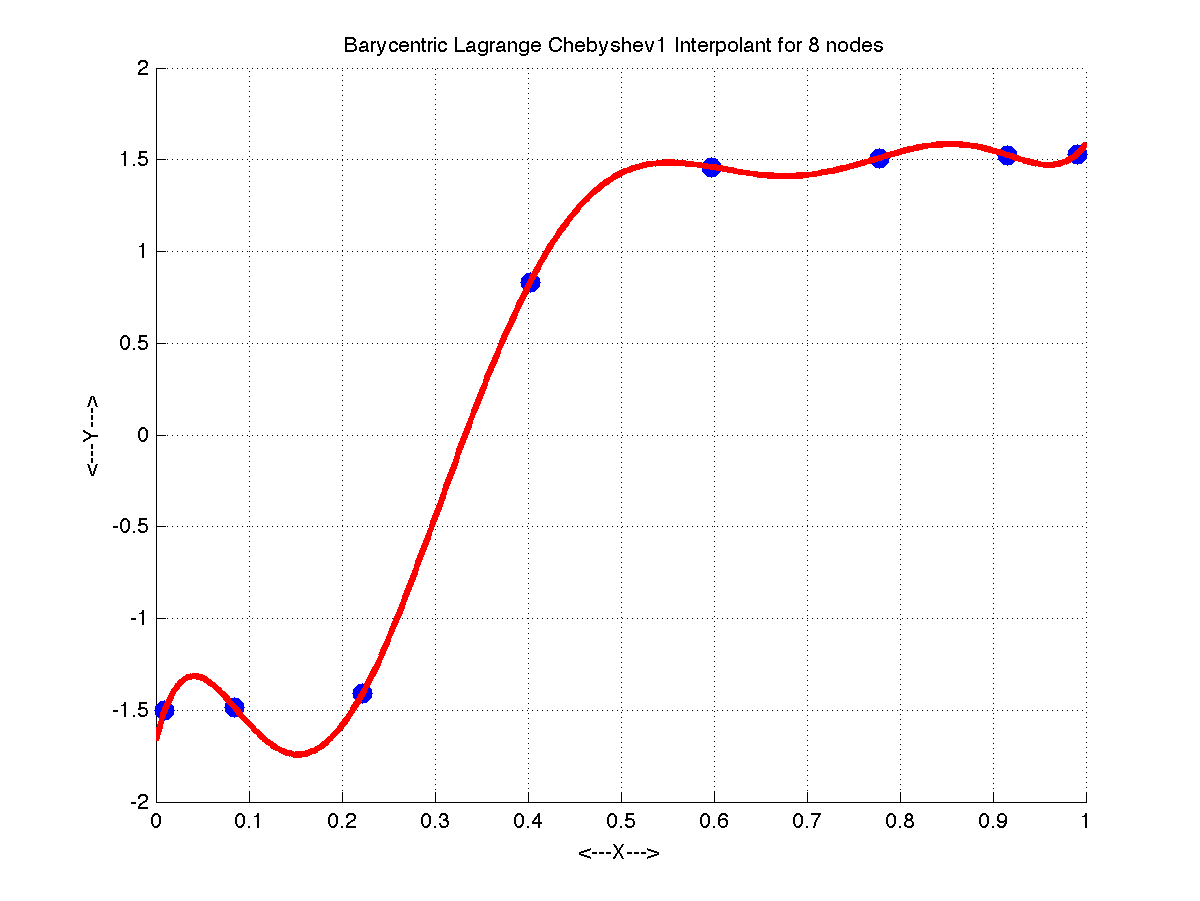 Barycentric Lagrange Chebyshev1 Interpolant for 8 nodes
2
1.5
1
0.5
0
-0.5
-1
-1.5
-2
<---Y--->
0 0.1 0.2 0.3 0.4 0.5 0.6 0.7 0.8 0.9 1
<---X--->